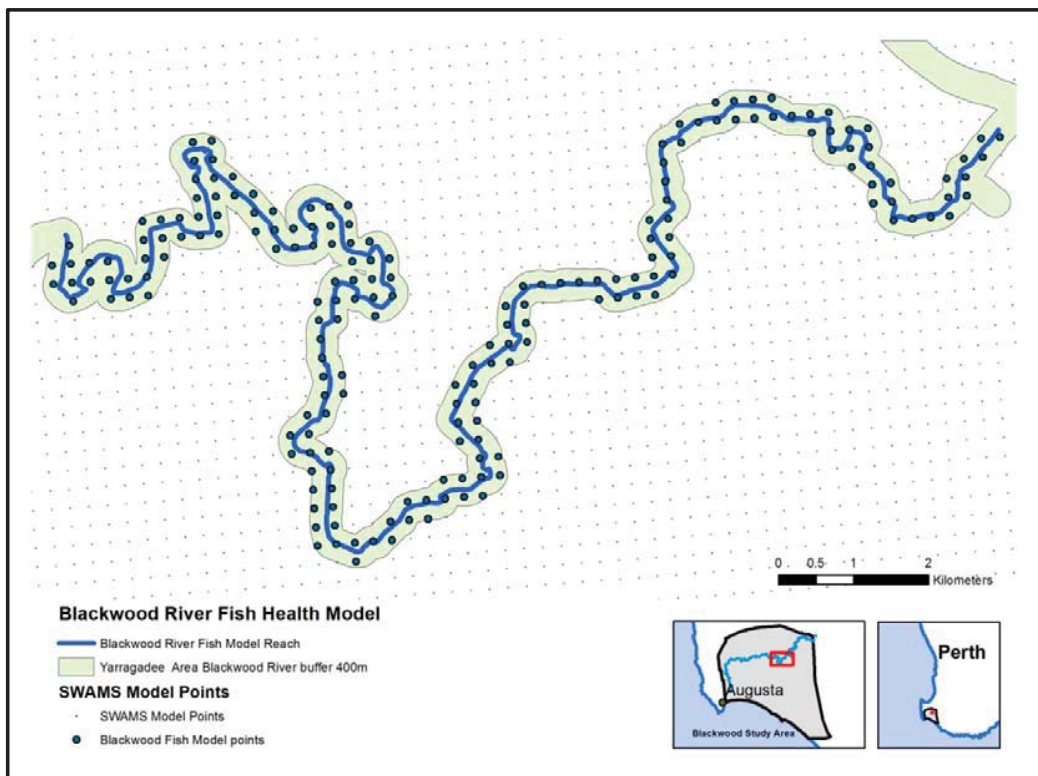 0 0.5 1 2
Kilometers
Blackwood River Fish Health Model
Blackwood River Fish Model Reach
Yarragadee Area Blackwood River buffer 400m
SWAMS Model Points
SWAMS Model Points
Blackwood Fish Model points
Augusta
Blackwood Study Area
Perth